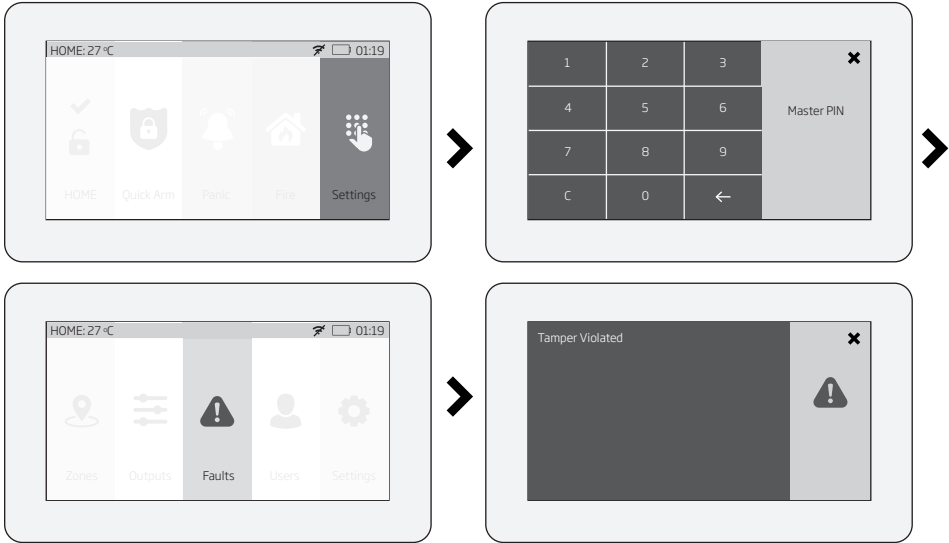 HOME: 27 °C 01:19
HOME Quick Arm Panic Fire Settings
1 2 3
4 5 6 Master PIN
7 8 9
C 0
HOME: 27 °C 01:19
Zones Outputs Faults Users Settings
Tamper Violated